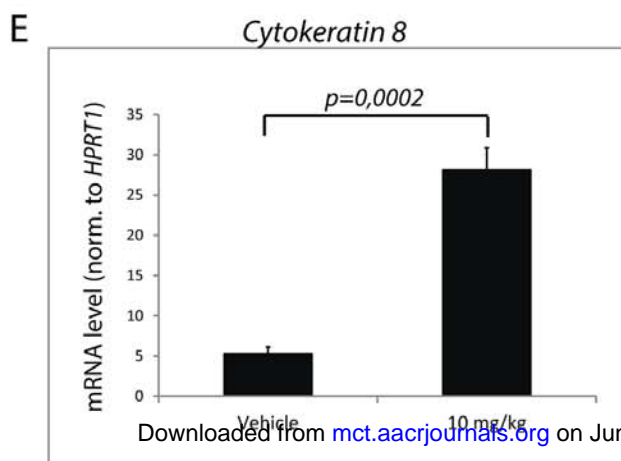 E
Cytokeratin 8
p=0,0002
mRNA level (norm. to HPRT1)
35
30
25
20
15
10
5
0
Vehicle
10 mg/kg
Downloaded from mct.aacrjournals.org on Jun